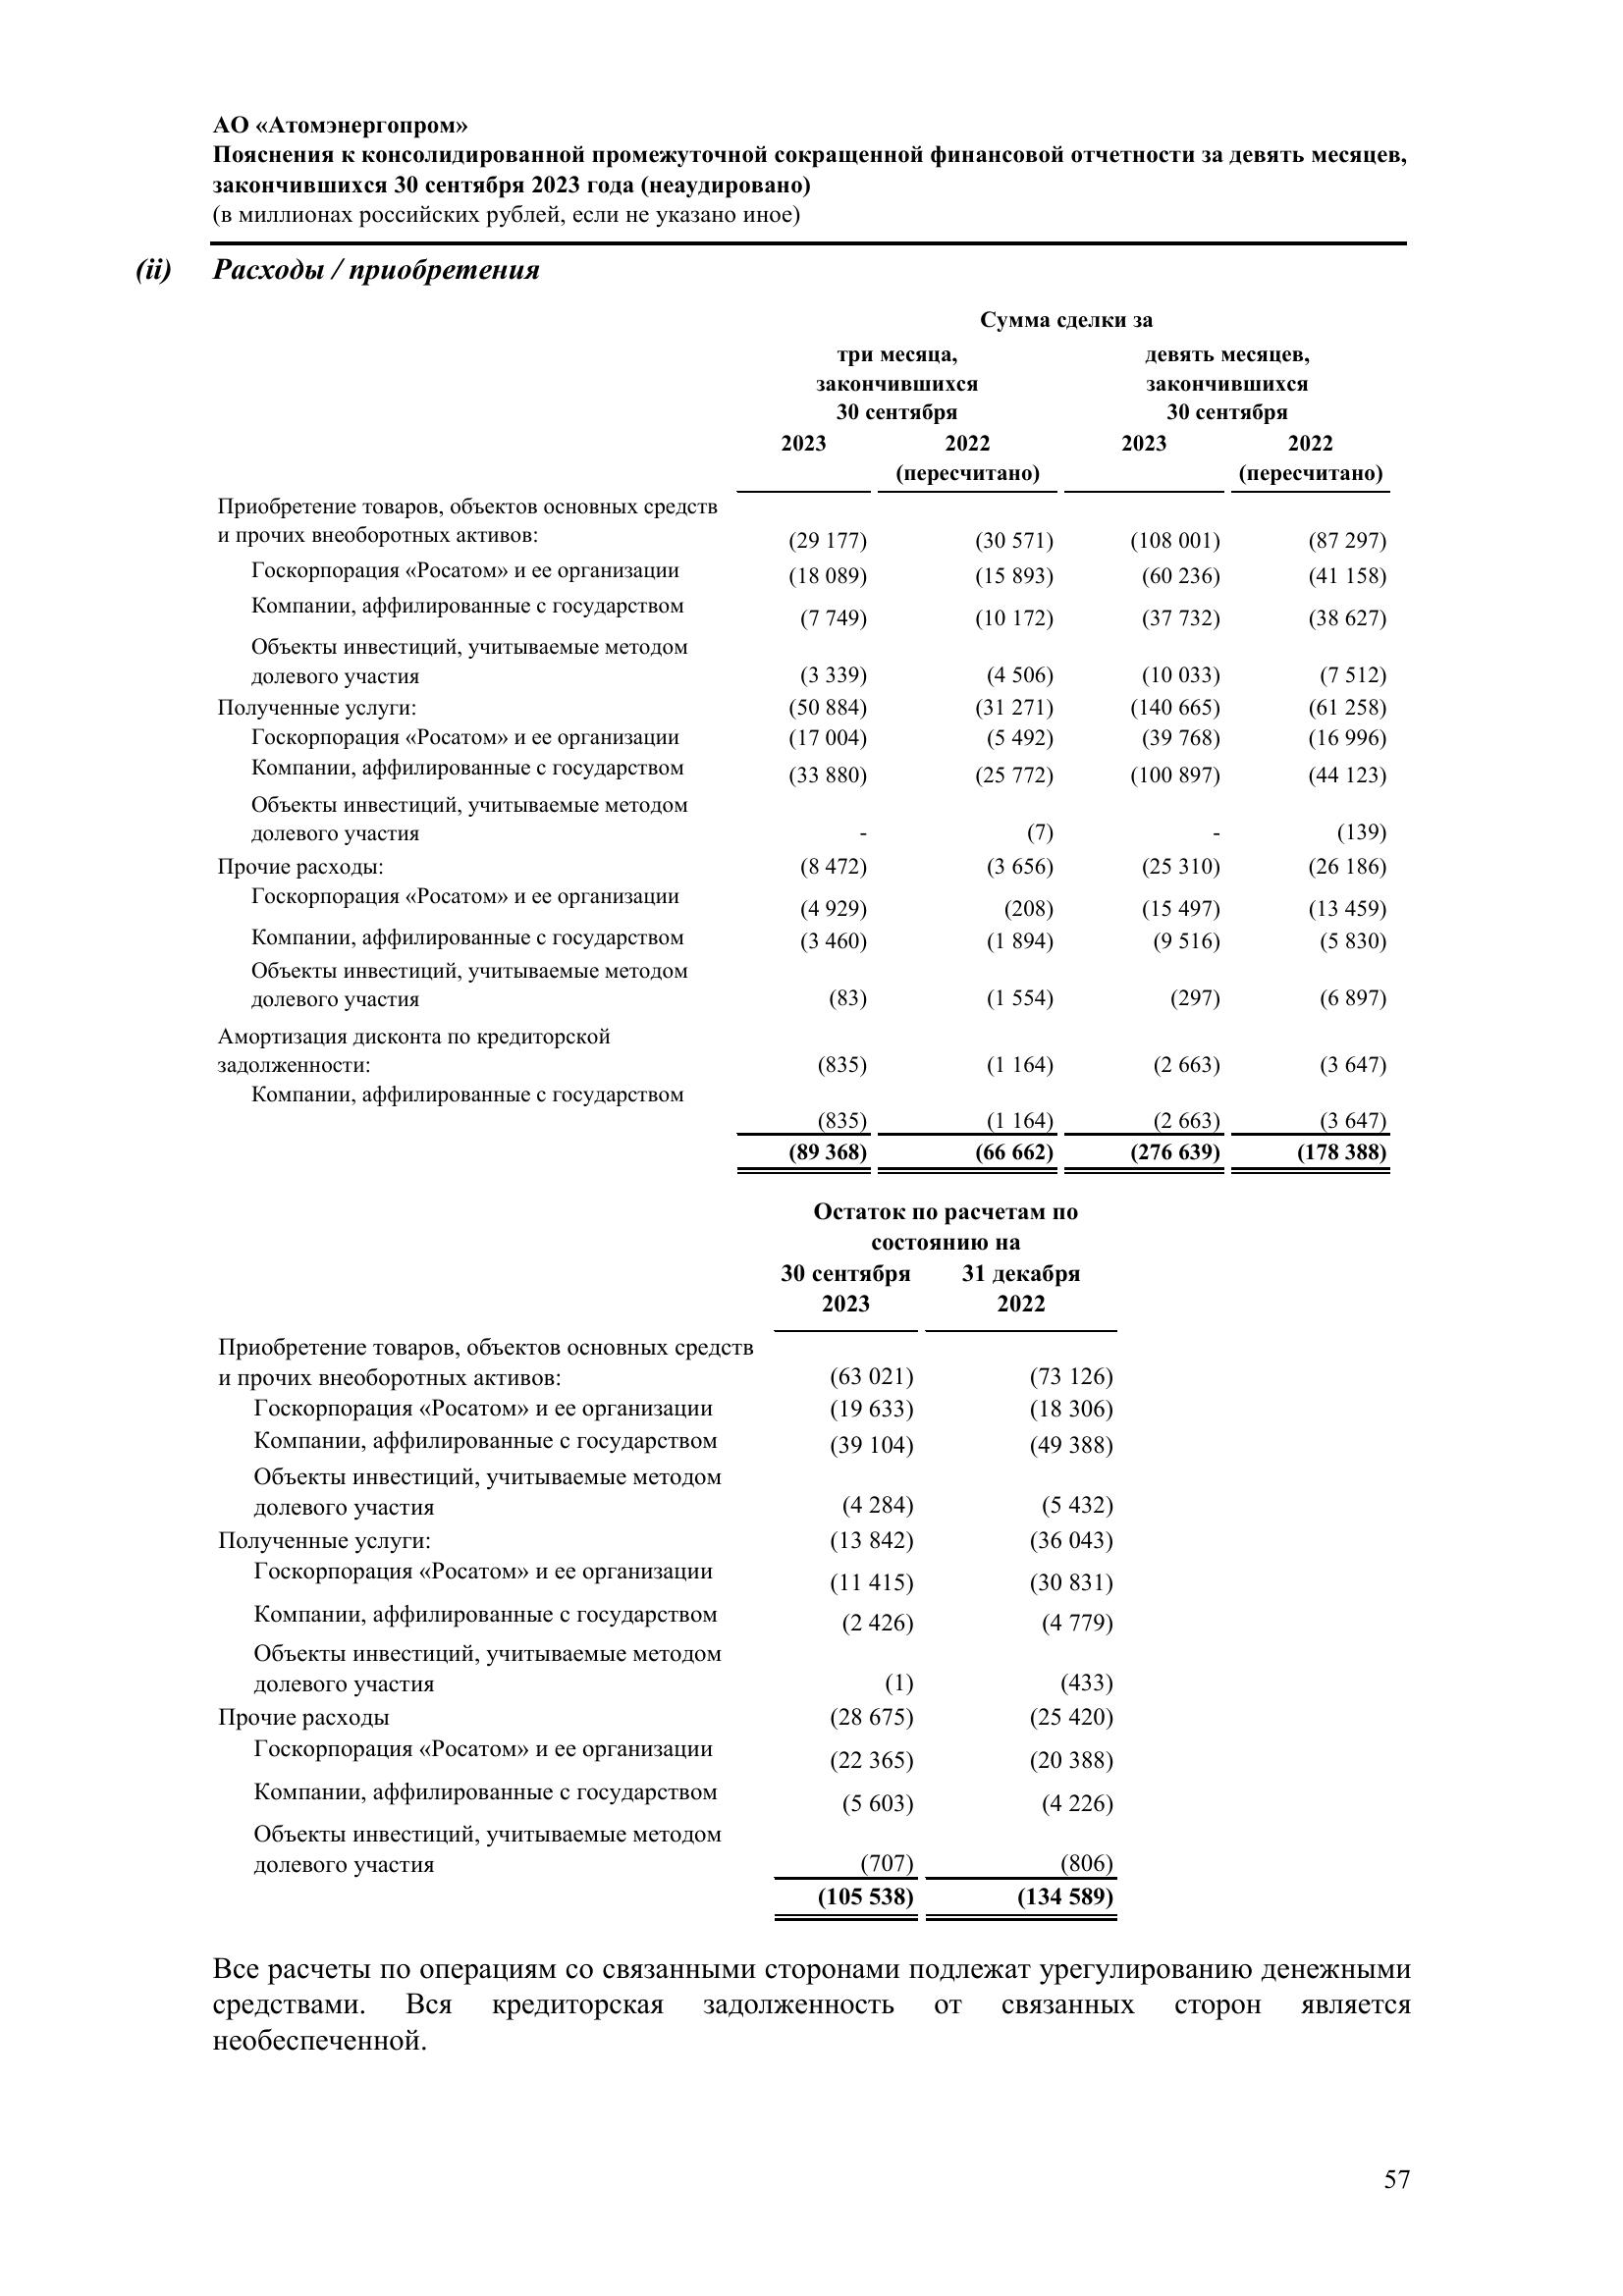 АО «Атомэнергопром»
Пояснения к консолидированной промежуточной сокращенной финансовой отчетности за девять месяцев,
закончившихся 30 сентября 2023 года (неаудировано)
(в миллионах российских рублей, если не указано иное)
(ii) Расходы / приобретения
Сумма сделки за
три месяца, девять месяцев,
закончившихся закончившихся
30 сентября 30 сентября
2023 2022 2023 2022
(пересчитано) (пересчитано)
Приобретение товаров, объектов основных средств
и прочих внеоборотных активов: (29 177) (30 571) (108 001) (87 297)
Госкорпорация «Росатом» и ее организации (18 089) (15 893) (60 236) (41 158)
Компании, аффилированные с государством (7 749) (10 172) (37 732) (38 627)
Объекты инвестиций, учитываемые методом
долевого участия (3 339) (4 506) (10 033) (7 512)
Полученные услуги: (50 884) (31 271) (140 665) (61 258)
Госкорпорация «Росатом» и ее организации (17 004) (5 492) (39 768) (16 996)
Компании, аффилированные с государством (33 880) (25 772) (100 897) (44 123)
Объекты инвестиций, учитываемые методом
долевого участия - (7) - (139)
Прочие расходы: (8 472) (3 656) (25 310) (26 186)
Госкорпорация «Росатом» и ее организации (4 929) (208) (15 497) (13 459)
Компании, аффилированные с государством (3 460) (1 894) (9 516) (5 830)
Объекты инвестиций, учитываемые методом
долевого участия (83) (1 554) (297) (6 897)
Амортизация дисконта по кредиторской
задолженности: (835) (1 164) (2 663) (3 647)
Компании, аффилированные с государством
(835) (1 164) (2 663) (3 647)
(89 368) (66 662) (276 639) (178 388)
Остаток по расчетам по
состоянию на
30 сентября 31 декабря
2023 2022
Приобретение товаров, объектов основных средств
и прочих внеоборотных активов: (63 021) (73 126)
Госкорпорация «Росатом» и ее организации (19 633) (18 306)
Компании, аффилированные с государством (39 104) (49 388)
Объекты инвестиций, учитываемые методом
долевого участия (4 284) (5 432)
Полученные услуги: (13 842) (36 043)
Госкорпорация «Росатом» и ее организации (11 415) (30 831)
Компании, аффилированные с государством (2 426) (4 779)
Объекты инвестиций, учитываемые методом
долевого участия (1) (433)
Прочие расходы (28 675) (25 420)
Госкорпорация «Росатом» и ее организации (22 365) (20 388)
Компании, аффилированные с государством (5 603) (4 226)
Объекты инвестиций, учитываемые методом
долевого участия (707) (806)
(105 538) (134 589)
Все расчеты по операциям со связанными сторонами подлежат урегулированию денежными
средствами. Вся кредиторская задолженность от связанных сторон является
необеспеченной.
57